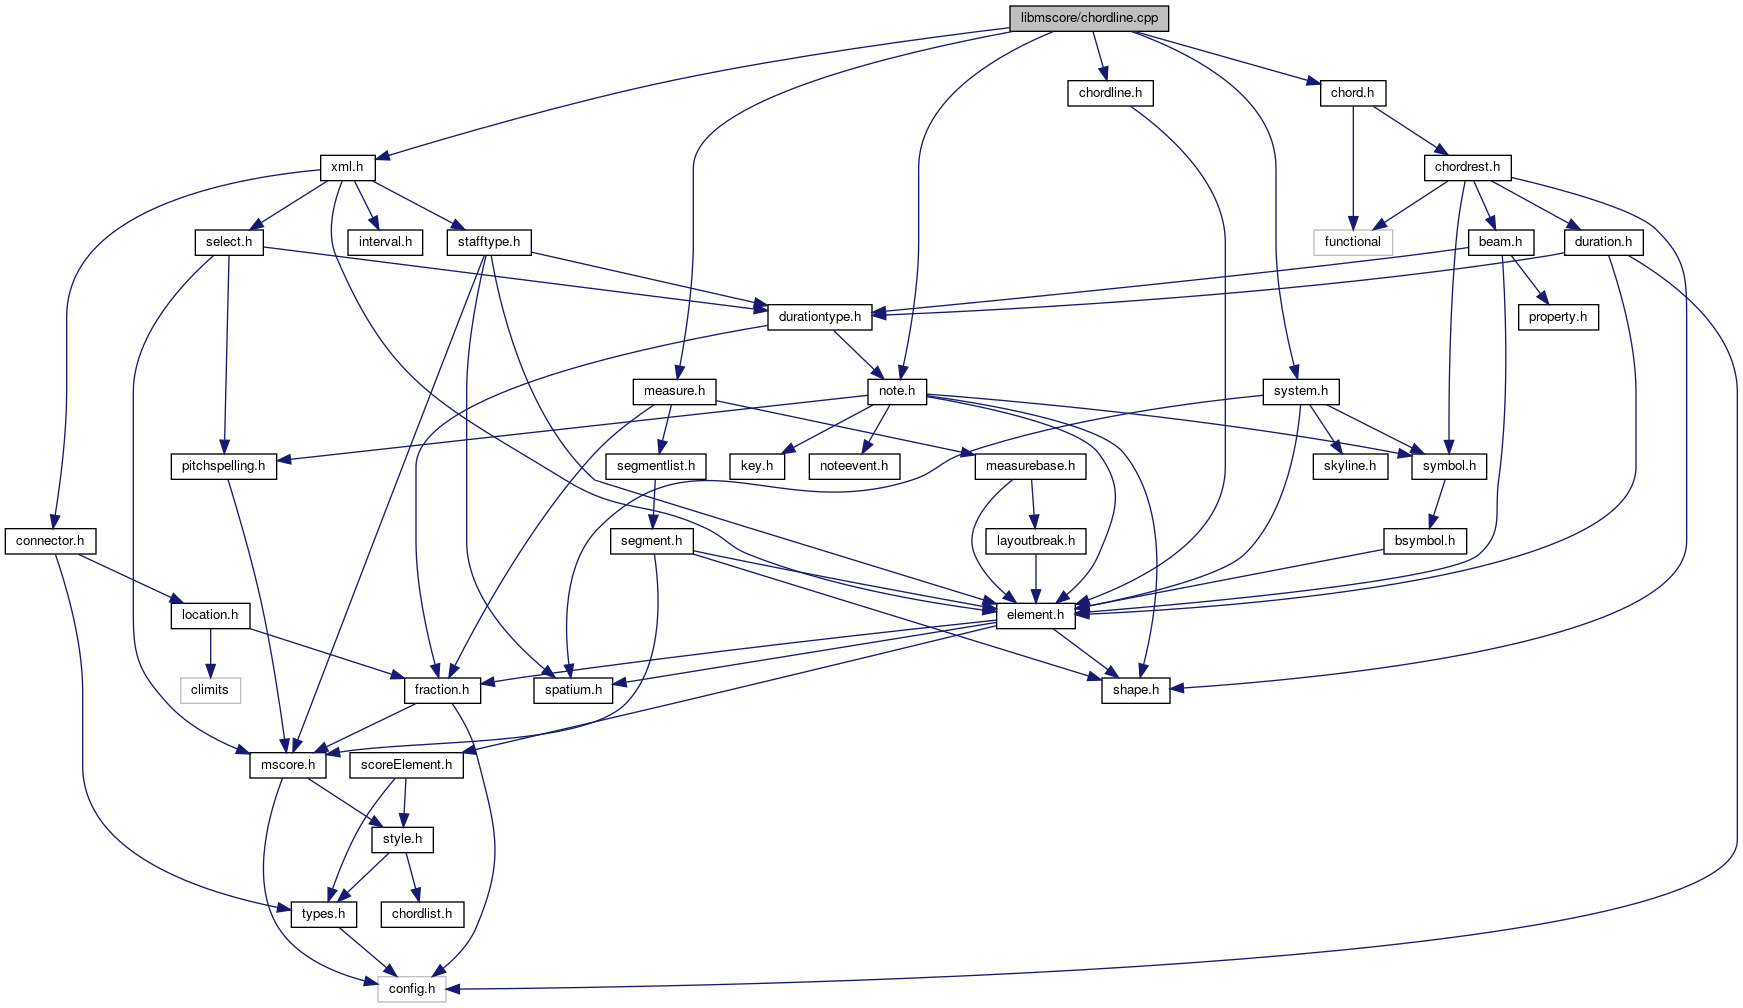 libmscore/chordline.cpp
chordline.h
chord.h
xml.h
chordrest.h
select.h
interval.h
stafftype.h
functional
beam.h
duration.h
durationtype.h
property.h
measure.h
note.h
system.h
pitchspelling.h
segmentlist.h
key.h
noteevent.h
measurebase.h
skyline.h
symbol.h
connector.h
segment.h
layoutbreak.h
bsymbol.h
location.h
element.h
climits
fraction.h
spatium.h
shape.h
mscore.h
scoreElement.h
style.h
types.h
chordlist.h
config.h